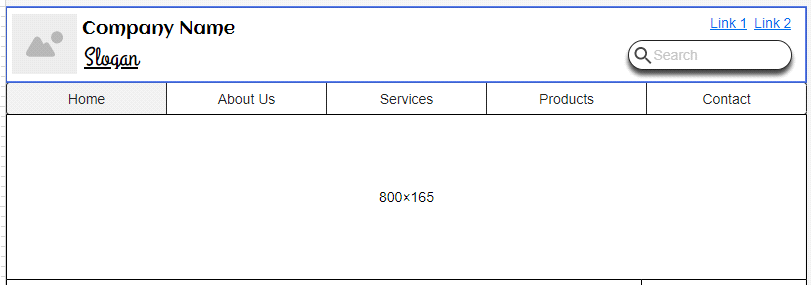 Company Name
Slogan
Link 1 Link 2
Search
Home About Us Services Products Contact
800×165